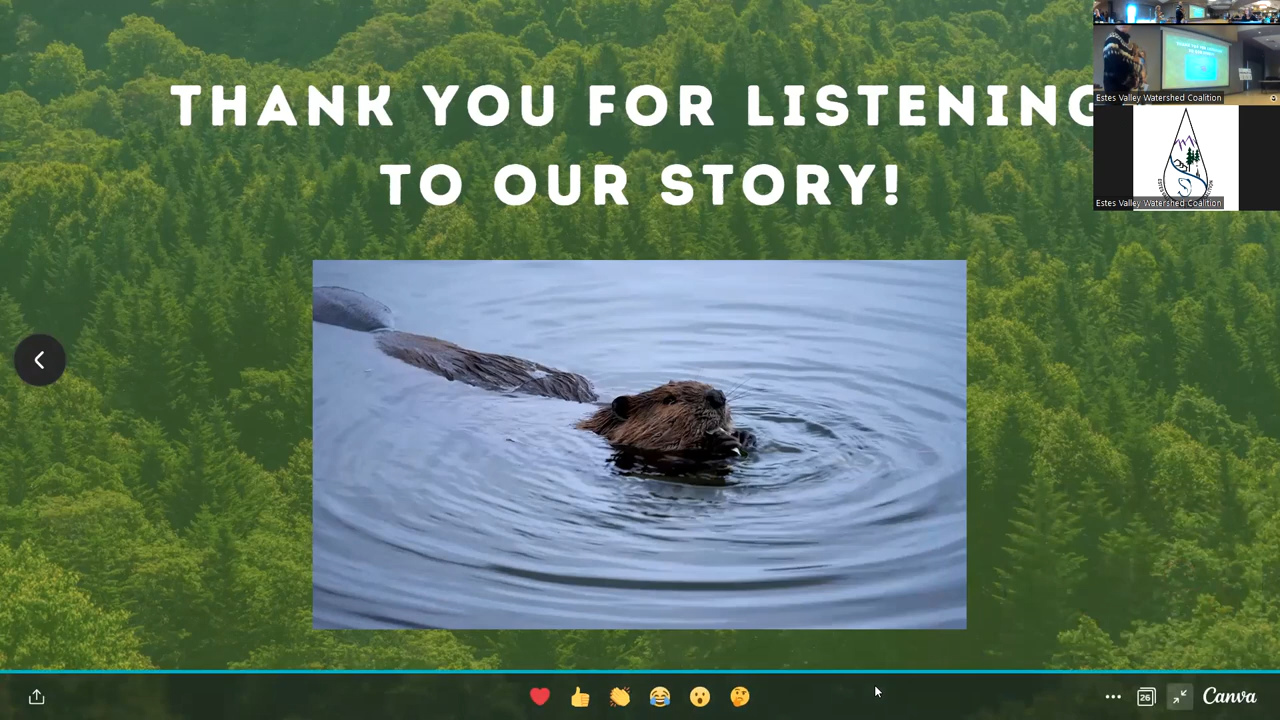 THANK YOU FOR LISTENING
TO OUR STORY!
Estes Valley Watershed Coalition
Estes Valley Watershed Coalition
26
Canva